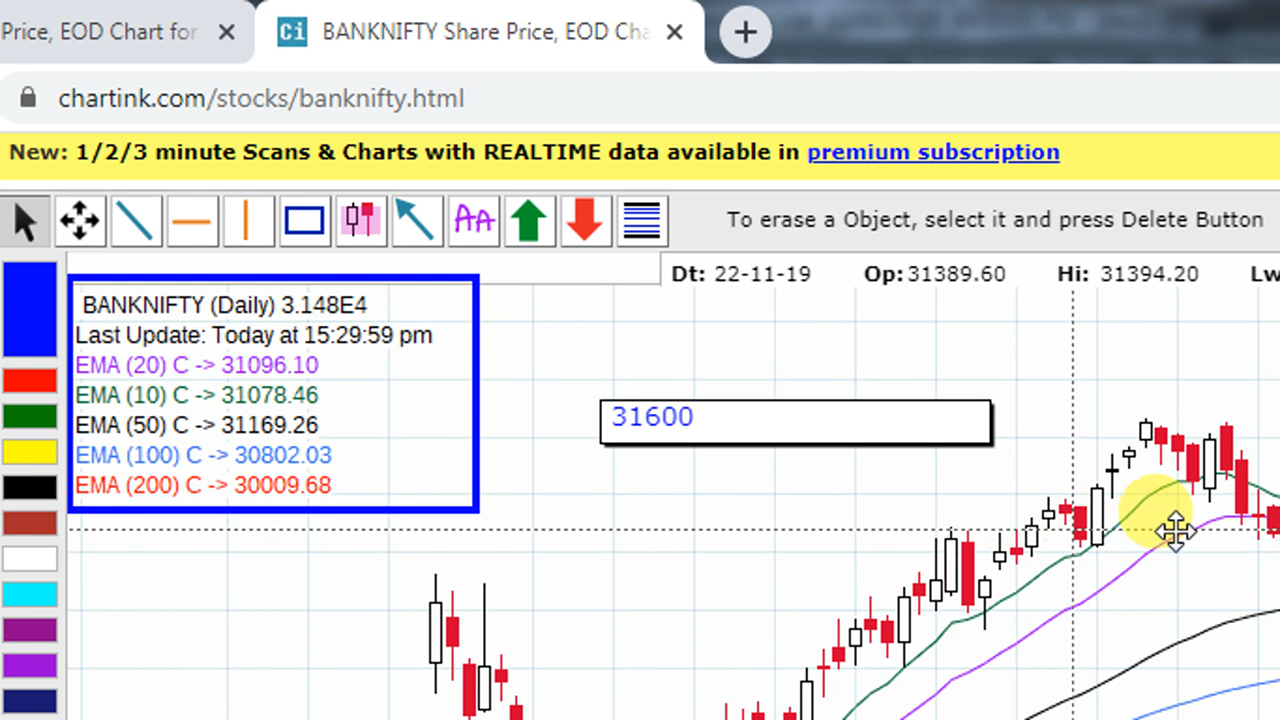 Price, EOD Chart for
Ci BANKNIFTY Share Price, EOD Cha
chartink.com/stocks/banknifty.html
New: 1/2/3 minute Scans & Charts with REALTIME data available in premium subscription
AA To erase a Object, select it and press Delete Button
Dt: 22-11-19 Op: 31389.60 Hi: 31394.20 Lw
BANKNIFTY (Daily) 3.148E4
Last Update: Today at 15:29:59 pm
EMA (20) C -> 31096.10
EMA (10) C -> 31078.46
EMA (50) C -> 31169.26
EMA (100) C -> 30802.03
EMA (200) C -> 30009.68
31600